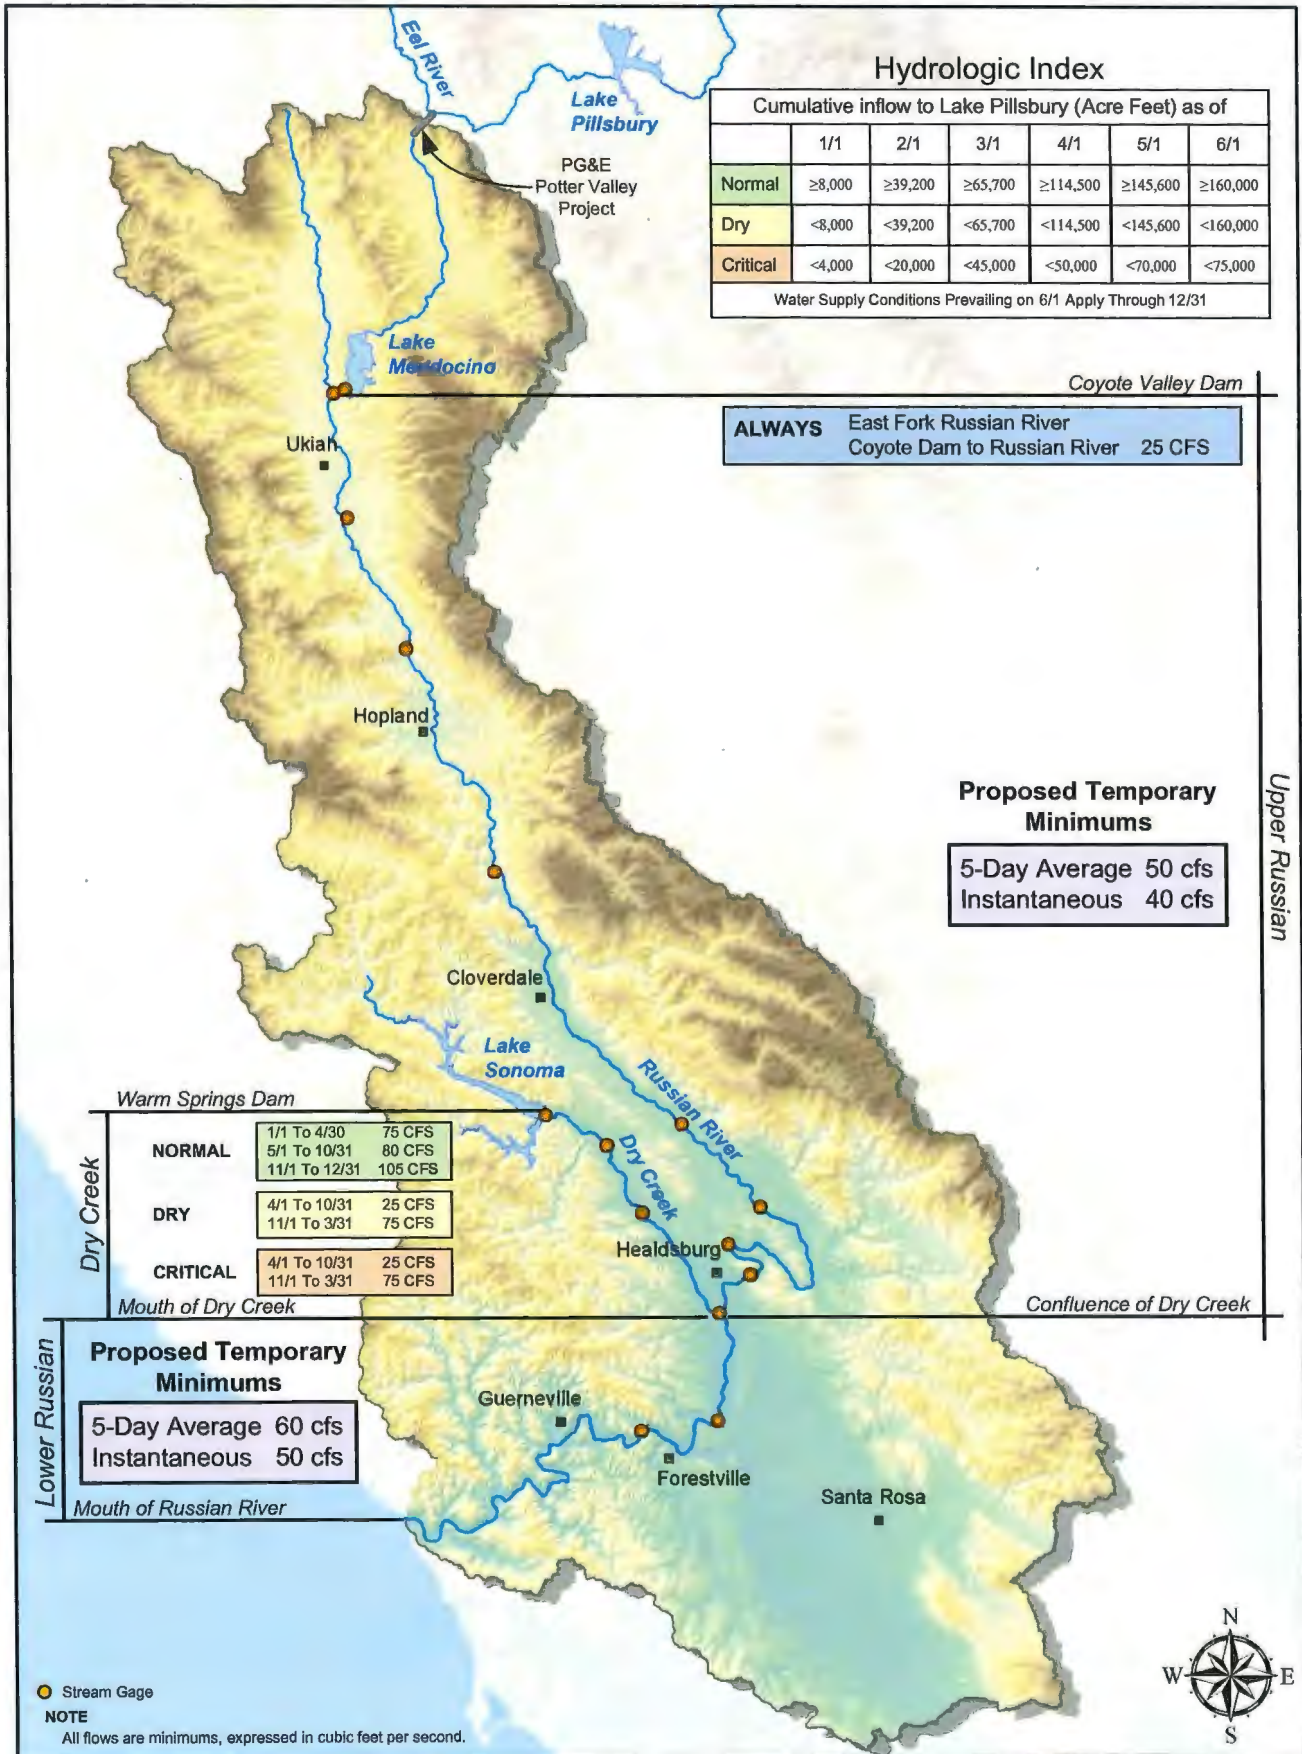 Eel River
Lake
Pillsbury
PG&E
Potter Valley
Project
Hydrologic Index
Cumulative inflow to Lake Pillsbury (Acre Feet) as of
1/1 2/1 3/1 4/1 5/1 6/1
Normal ≥8,000 ≥39,200 ≥65,700 ≥114,500 ≥145,600 ≥160,000
Dry <8,000 <39,200 <65,700 <114,500 <145,600 <160,000
Critical <4,000 <20,000 <45,000 <50,000 <70,000 <75,000
Water Supply Conditions Prevailing on 6/1 Apply Through 12/31
Lake
Mendocino
Coyote Valley Dam
ALWAYS East Fork Russian River
Coyote Dam to Russian River 25 CFS
Ukiah
Hopland
Proposed Temporary
Minimums
5-Day Average 50 cfs
Instantaneous 40 cfs
Upper Russian
Cloverdale
Lake
Sonoma
Russian River
Dry Creek
Warm Springs Dam
Dry Creek
NORMAL
1/1 To 4/30 75 CFS
5/1 To 10/31 80 CFS
11/1 To 12/31 105 CFS
DRY
4/1 To 10/31 25 CFS
11/1 To 3/31 75 CFS
CRITICAL
4/1 To 10/31 25 CFS
11/1 To 3/31 75 CFS
Healdsburg
Mouth of Dry Creek
Confluence of Dry Creek
Lower Russian
Proposed Temporary
Minimums
5-Day Average 60 cfs
Instantaneous 50 cfs
Mouth of Russian River
Guerneville
Forestville
Santa Rosa
N
W E
S
Stream Gage
NOTE
All flows are minimums, expressed in cubic feet per second.